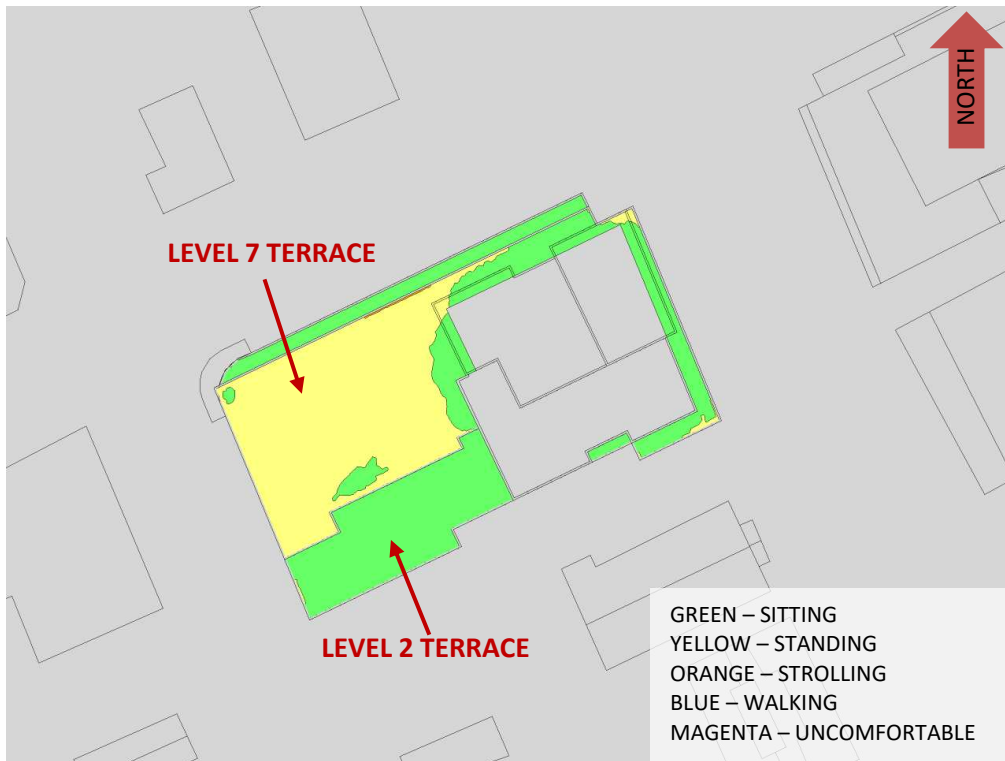 NORTH
LEVEL 7 TERRACE
LEVEL 2 TERRACE
GREEN – SITTING
YELLOW – STANDING
ORANGE – STROLLING
BLUE – WALKING
MAGENTA – UNCOMFORTABLE